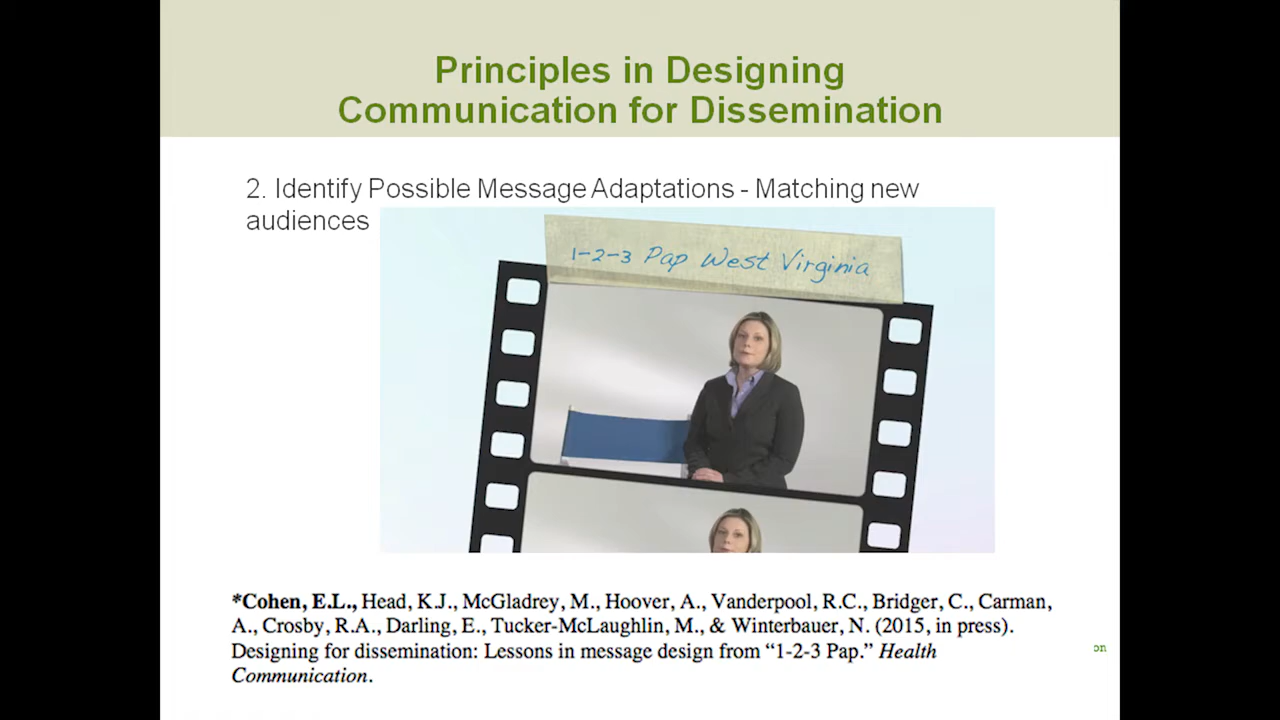 Principles in Designing
Communication for Dissemination
2. Identify Possible Message Adaptations - Matching new
audiences
1-2-3 Pap West Virginia
*Cohen, E.L., Head, K.J., McGladrey, M., Hoover, A., Vanderpool, R.C., Bridger, C., Carman,
A., Crosby, R.A., Darling, E., Tucker-McLaughlin, M., & Winterbauer, N. (2015, in press).
Designing for dissemination: Lessons in message design from “1-2-3 Pap.” Health
Communication.
on